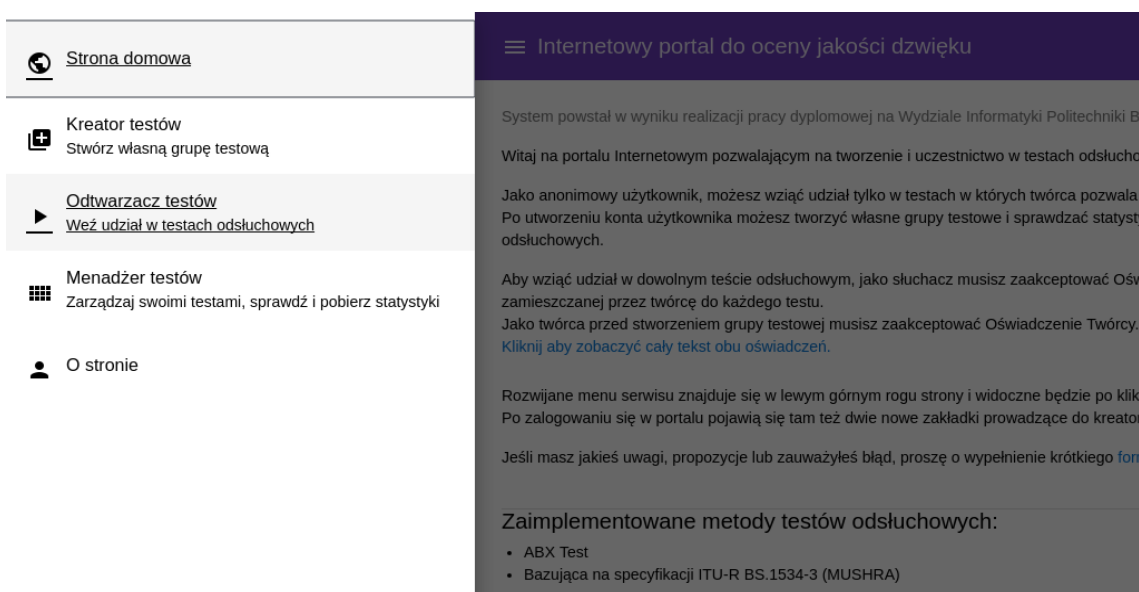 Strona domowa
Kreator testów
Stwórz własną grupę testową
Odtwarzacz testów
Weź udział w testach odsłuchowych
Menadżer testów
Zarządzaj swoimi testami, sprawdź i pobierz statystyki
O stronie
Internetowy portal do oceny jakości dzwięku
System powstał w wyniku realizacji pracy dyplomowej na Wydziale Informatyki Politechniki B
Witaj na portalu Internetowym pozwalającym na tworzenie i uczestnictwo w testach odsłucho
Jako anonimowy użytkownik, możesz wziąć udział tylko w testach w których twórca pozwala
Po utworzeniu konta użytkownika możesz tworzyć własne grupy testowe i sprawdzać statyst
odsłuchowych.
Aby wziąć udział w dowolnym teście odsłuchowym, jako słuchacz musisz zaakceptować Ośw
zamieszczanej przez twórcę do każdego testu.
Jako twórca przed stworzeniem grupy testowej musisz zaakceptować Oświadczenie Twórcy.
Kliknij aby zobaczyć cały tekst obu oświadczeń.
Rozwijane menu serwisu znajduje się w lewym górnym rogu strony i widoczne będzie po klik
Po zalogowaniu się w portalu pojawią się tam też dwie nowe zakładki prowadzące do kreator
Jeśli masz jakieś uwagi, propozycje lub zauważyłeś błąd, proszę o wypełnienie krótkiego for
Zaimplementowane metody testów odsłuchowych:
• ABX Test
• Bazująca na specyfikacji ITU-R BS.1534-3 (MUSHRA)